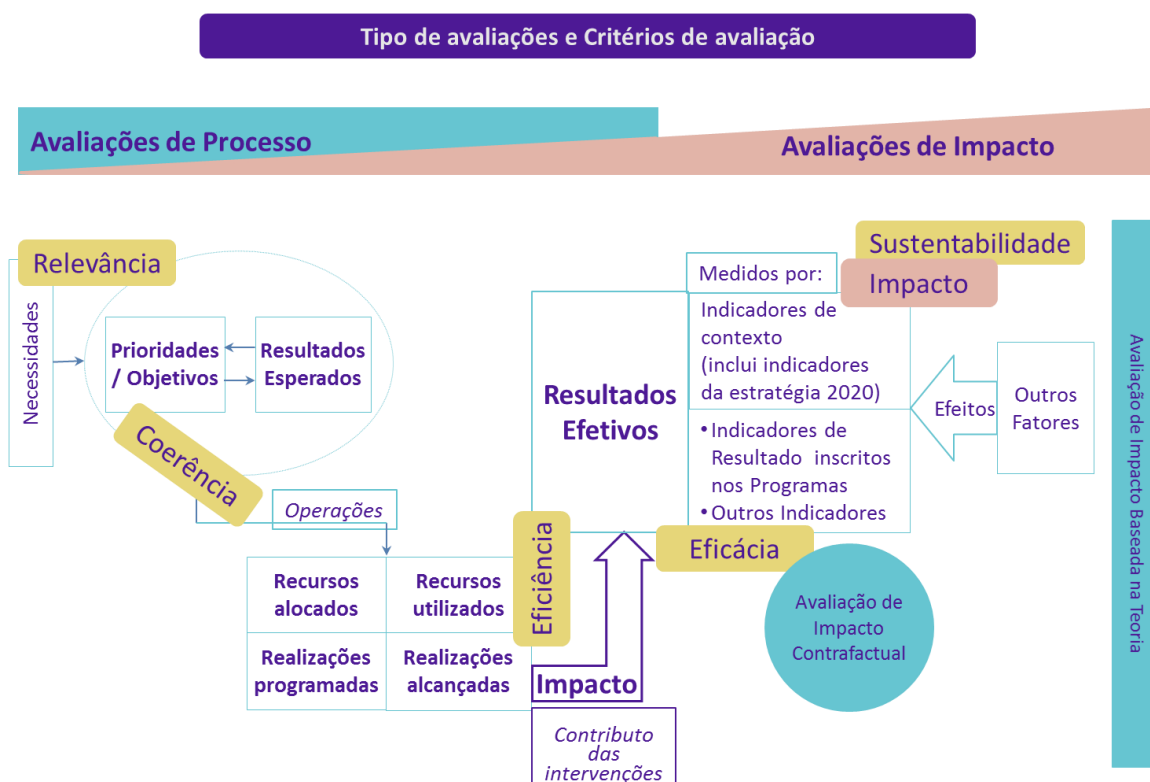 Tipo de avaliações e Critérios de avaliação
Avaliações de Processo
Avaliações de Impacto
Relevância
Necessidades
Prioridades
/ Objetivos
Resultados
Esperados
Coerência
Operações
Recursos
alocados
Recursos
utilizados
Realizações
programadas
Realizações
alcançadas
Eficiência
Impacto
Contributo
das
intervenções
Resultados
Efetivos
Medidos por:
Indicadores de
contexto
(inclui indicadores
da estratégia 2020)
• Indicadores de
Resultado inscritos
nos Programas
• Outros Indicadores
Sustentabilidade
Impacto
Eficácia
Efeitos
Outros
Fatores
Avaliação de
Impacto
Contrafactual
Avaliação de Impacto Baseada na Teoria